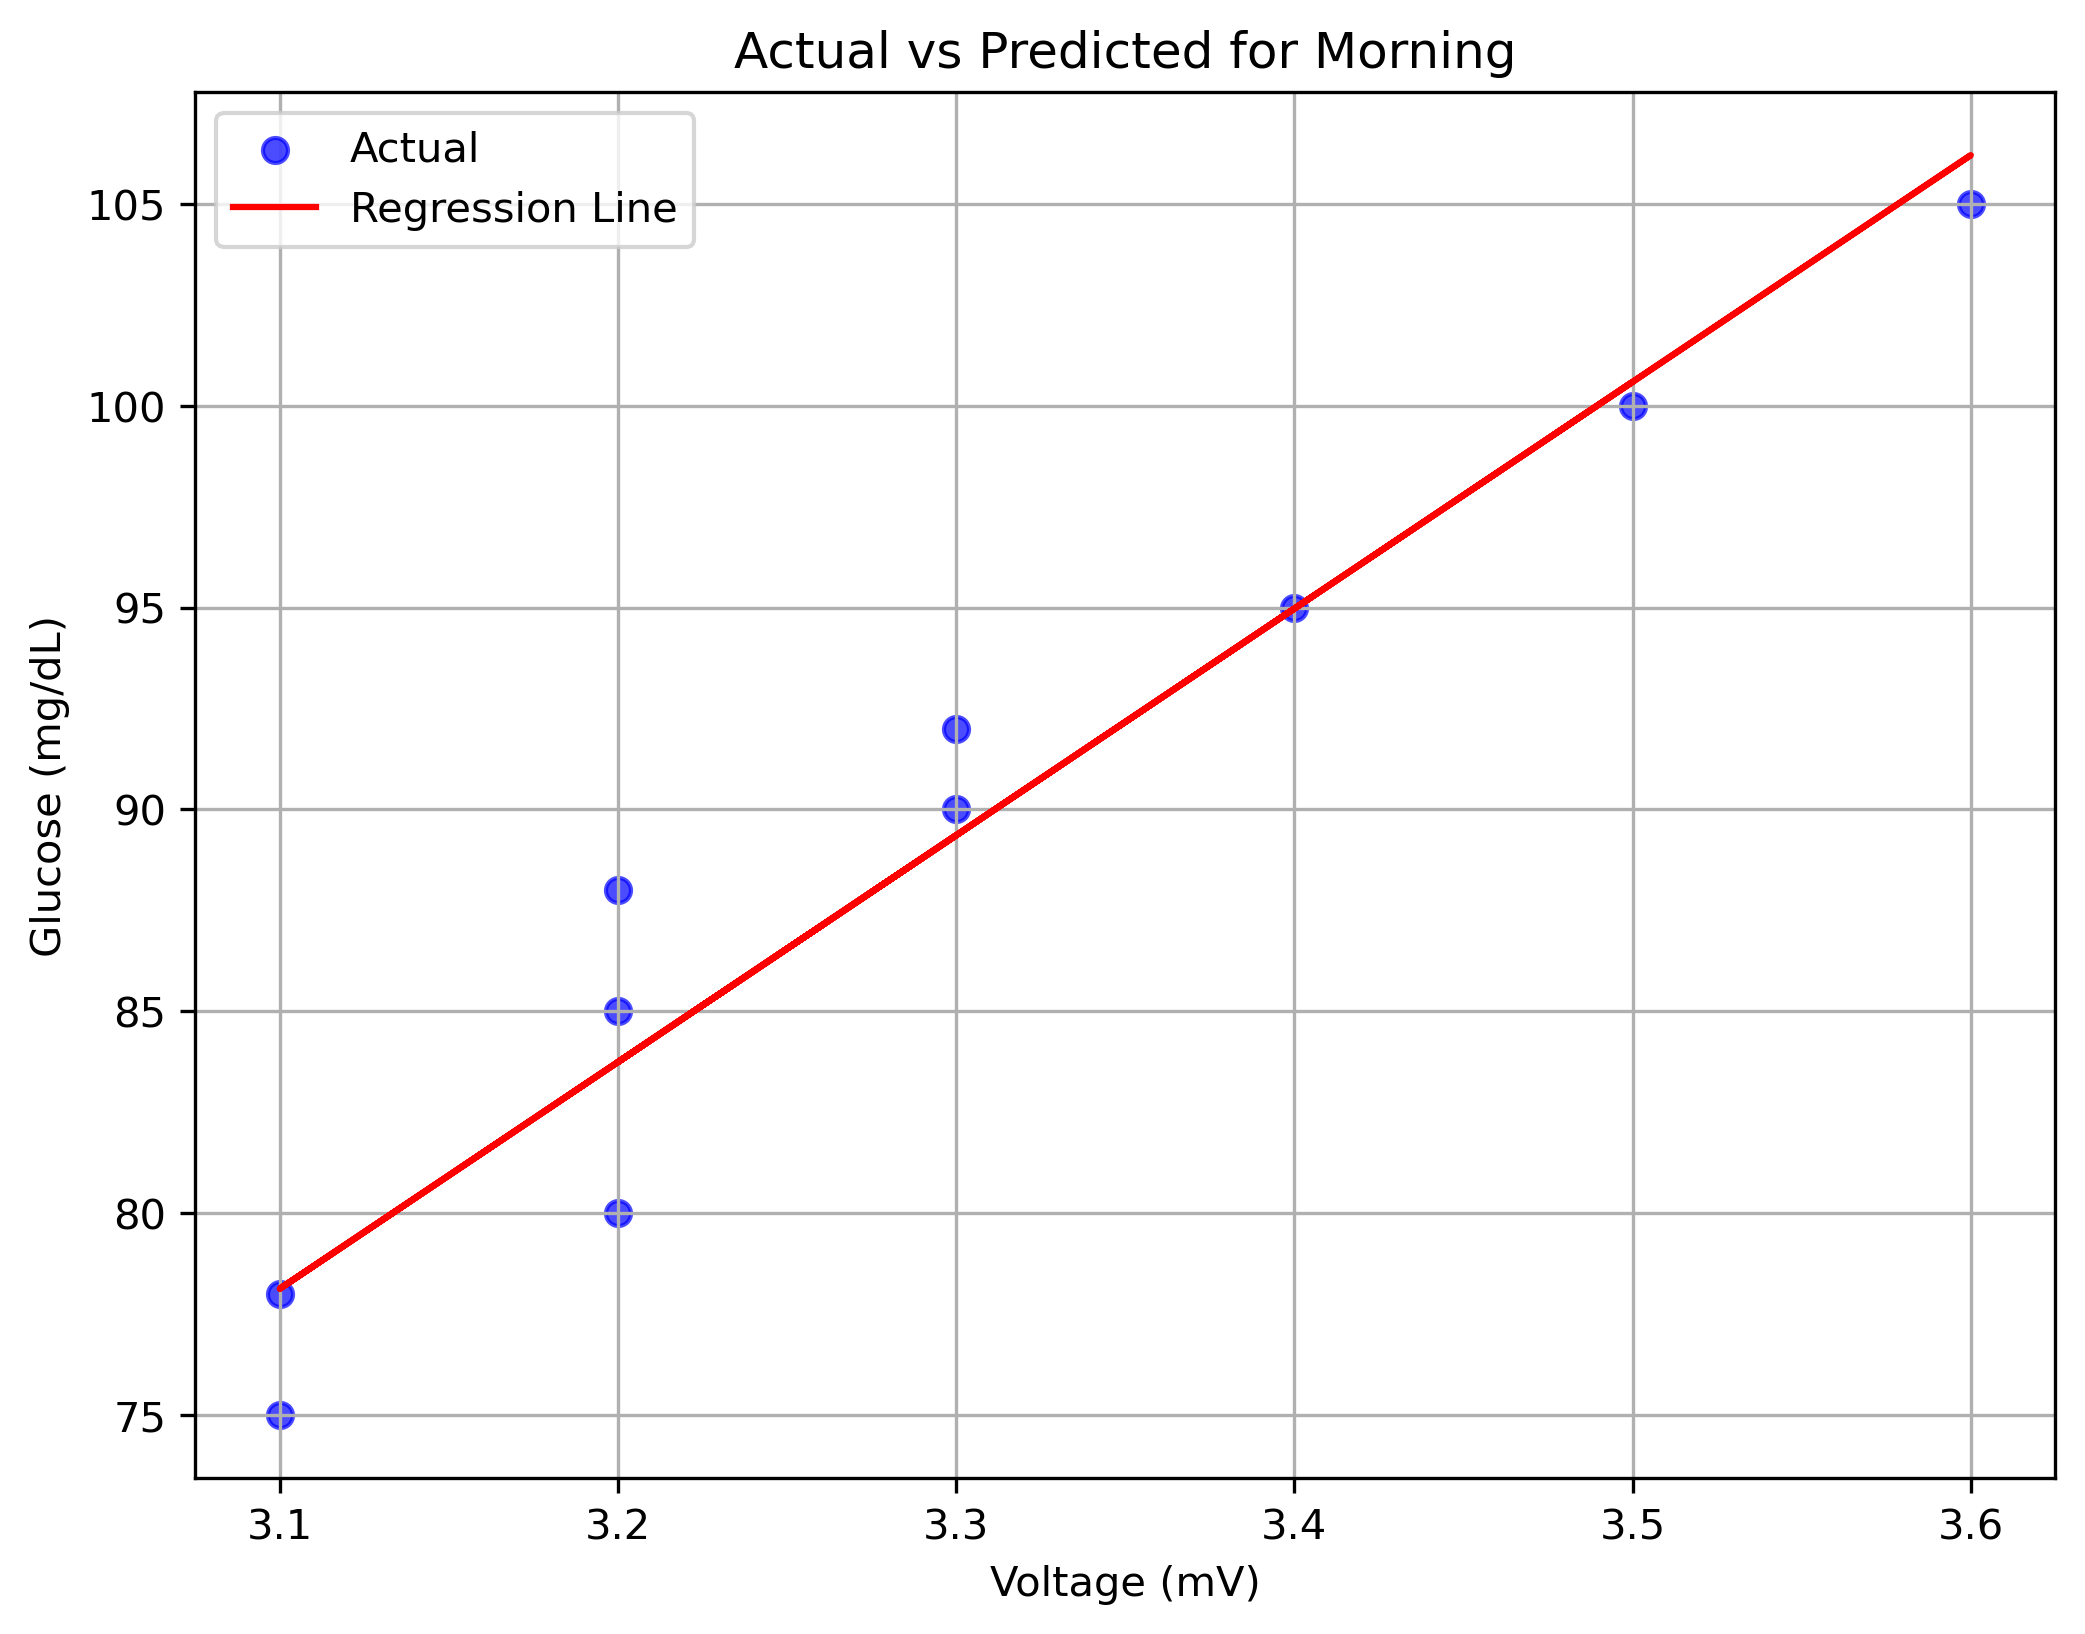 Actual vs Predicted for Morning
Actual
Regression Line
105
100
95
90
85
80
75
Glucose (mg/dL)
3.1 3.2 3.3 3.4 3.5 3.6
Voltage (mV)